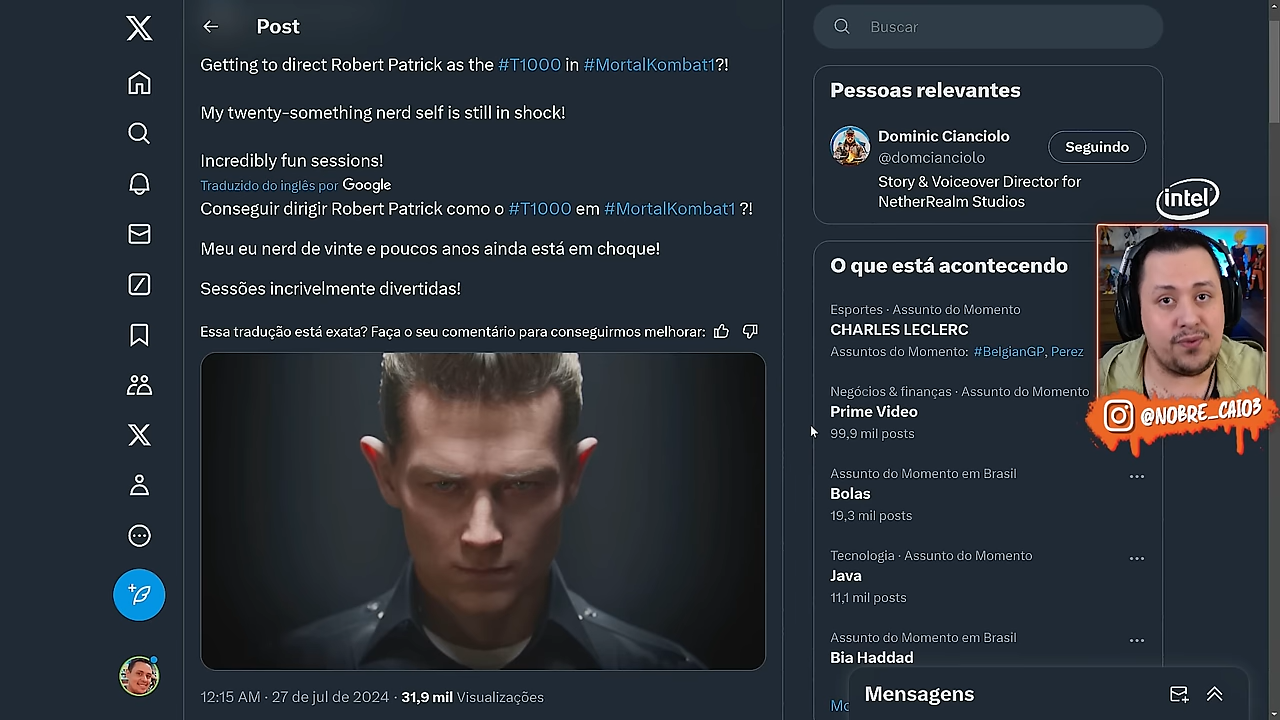 Post
Getting to direct Robert Patrick as the #T1000 in #MortalKombat1?!
My twenty-something nerd self is still in shock!
Incredibly fun sessions!
Traduzido do inglês por Google
Conseguir dirigir Robert Patrick como o #T1000 em #MortalKombat1 ?!
Meu eu nerd de vinte e poucos anos ainda está em choque!
Sessões incrivelmente divertidas!
Essa tradução está exata? Faça o seu comentário para conseguirmos melhorar:
12:15 AM · 27 de jul de 2024 · 31,9 mil Visualizações
Buscar
Pessoas relevantes
Dominic Cianciolo
@domcianciolo
Seguindo
Story & Voiceover Director for
NetherRealm Studios
intel
@NOBRE_CAIO3
O que está acontecendo
Esportes · Assunto do Momento
CHARLES LECLERC
Assuntos do Momento: #BelgianGP, Perez
Negócios & finanças · Assunto do Momento
Prime Video
99,9 mil posts
Assunto do Momento em Brasil
Bolas
19,3 mil posts
Tecnologia · Assunto do Momento
Java
11,1 mil posts
Assunto do Momento em Brasil
Bia Haddad
Mensagens